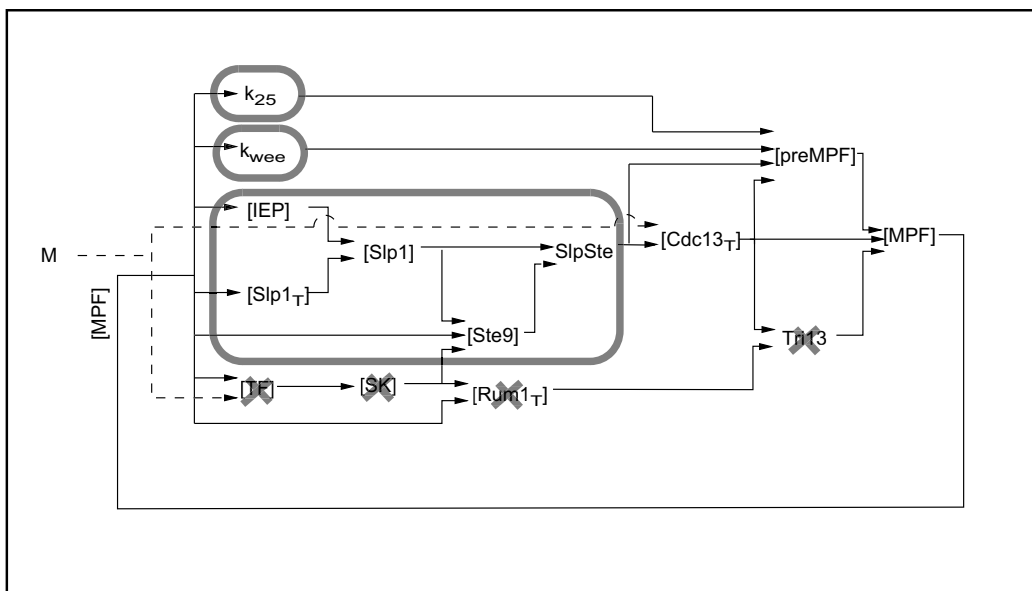 k25
kwee
[preMPF]
[IEP]
[Slp1]
SlpSte
[Cdc13T]
[MPF]
M
[Slp1T]
[MPF]
[Ste9]
Tri13
[TF]
[SK]
[Rum1T]